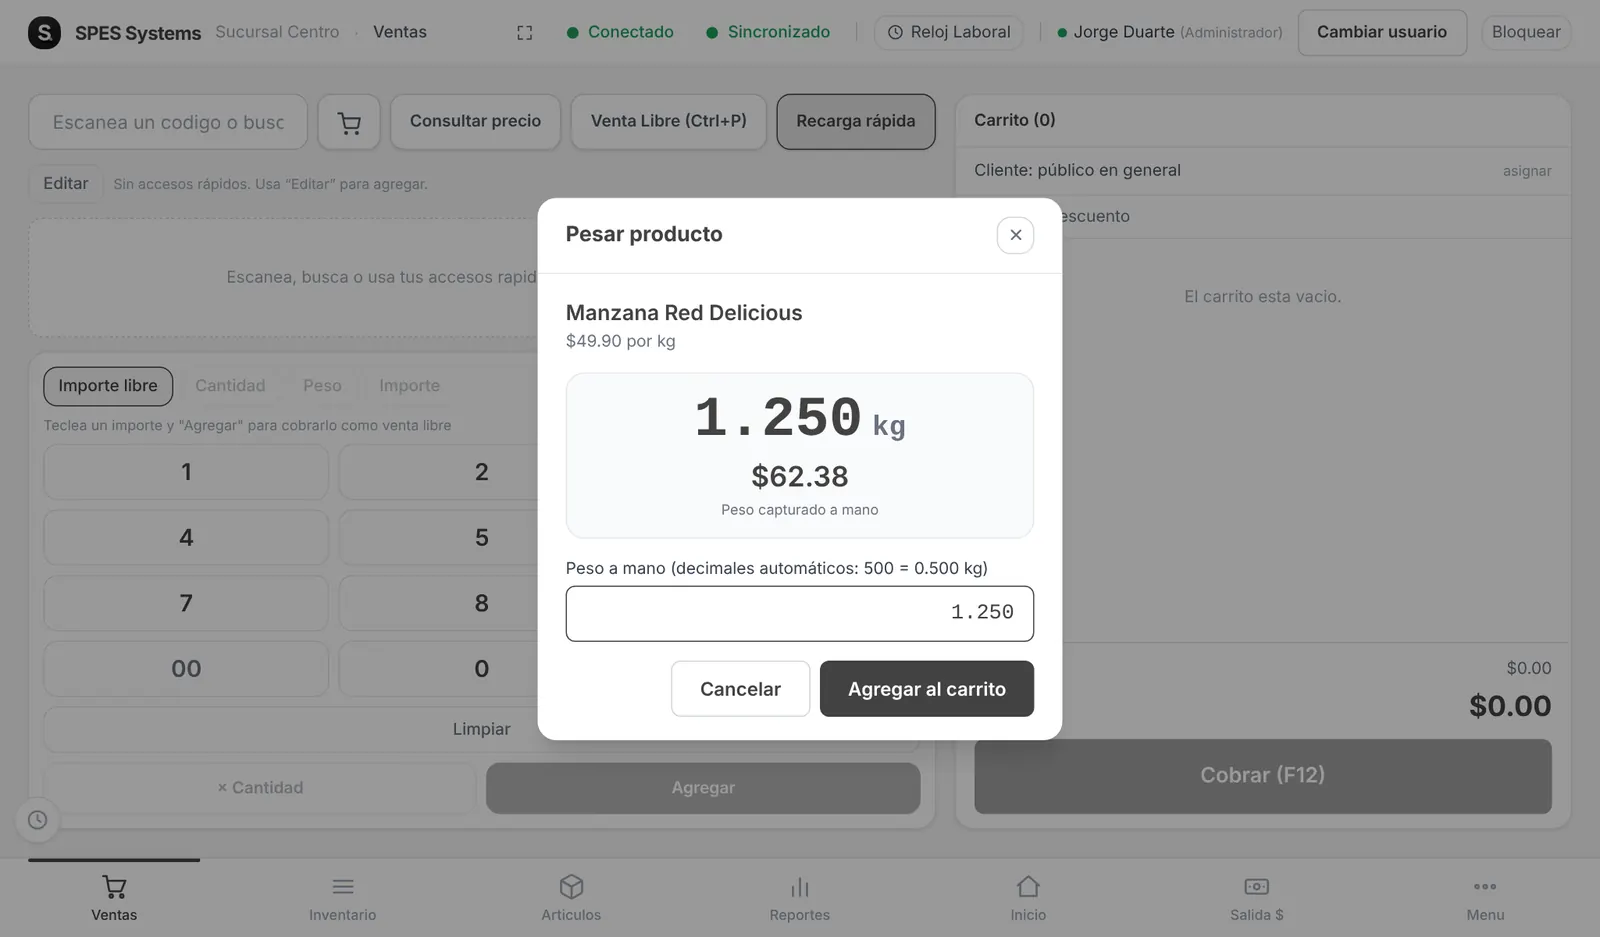 S.
SPES Systems
Sucursal Centro · Ventas
Conectado
Sincronizado
Reloj Laboral
Jorge Duarte (Administrador)
Cambiar usuario
Bloquear
Escanea un codigo o busc
Consultar precio
Venta Libre (Ctrl+P)
Recarga rápida
Editar
Sin accesos rápidos. Usa “Editar” para agregar.
Escanea, busca o usa tus accesos rapid
Importe libre
Cantidad
Peso
Importe
Teclea un importe y "Agregar" para cobrarlo como venta libre
1
2
4
5
7
8
00
0
Limpiar
× Cantidad
Agregar
Carrito (0)
Cliente: público en general
asignar
escuento
El carrito esta vacio.
$0.00
$0.00
Cobrar (F12)
Pesar producto
×
Manzana Red Delicious
$49.90 por kg
1.250 kg
$62.38
Peso capturado a mano
Peso a mano (decimales automáticos: 500 = 0.500 kg)
1.250
Cancelar
Agregar al carrito
Ventas
Inventario
Articulos
Reportes
Inicio
Salida $
Menu